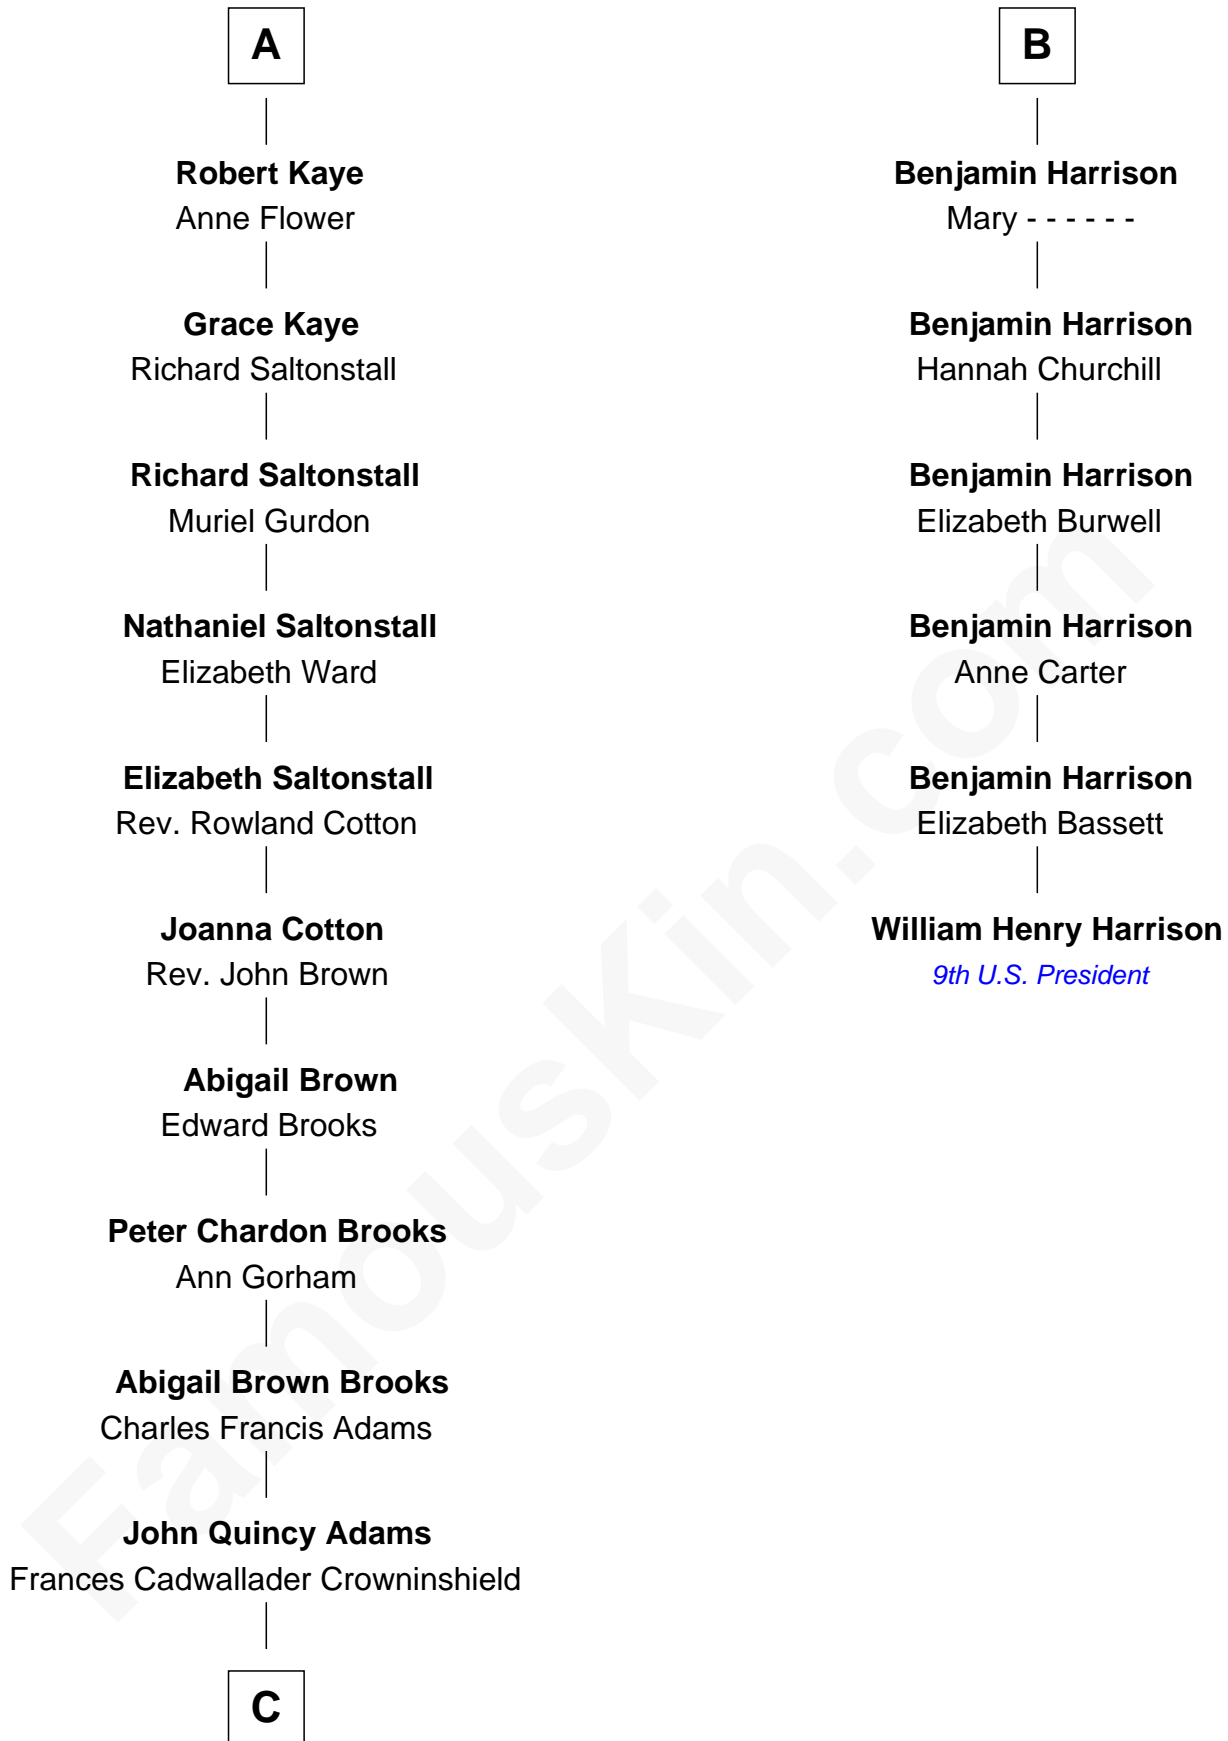 A
Robert Kaye
Anne Flower
Grace Kaye
Richard Saltonstall
Richard Saltonstall
Muriel Gurdon
Nathaniel Saltonstall
Elizabeth Ward
Elizabeth Saltonstall
Rev. Rowland Cotton
Joanna Cotton
Rev. John Brown
Abigail Brown
Edward Brooks
Peter Chardon Brooks
Ann Gorham
Abigail Brown Brooks
Charles Francis Adams
John Quincy Adams
Frances Cadwallader Crowninshield
C
B
Benjamin Harrison
Mary - - - - - -
Benjamin Harrison
Hannah Churchill
Benjamin Harrison
Elizabeth Burwell
Benjamin Harrison
Anne Carter
Benjamin Harrison
Elizabeth Bassett
William Henry Harrison
9th U.S. President
FamousKin.com